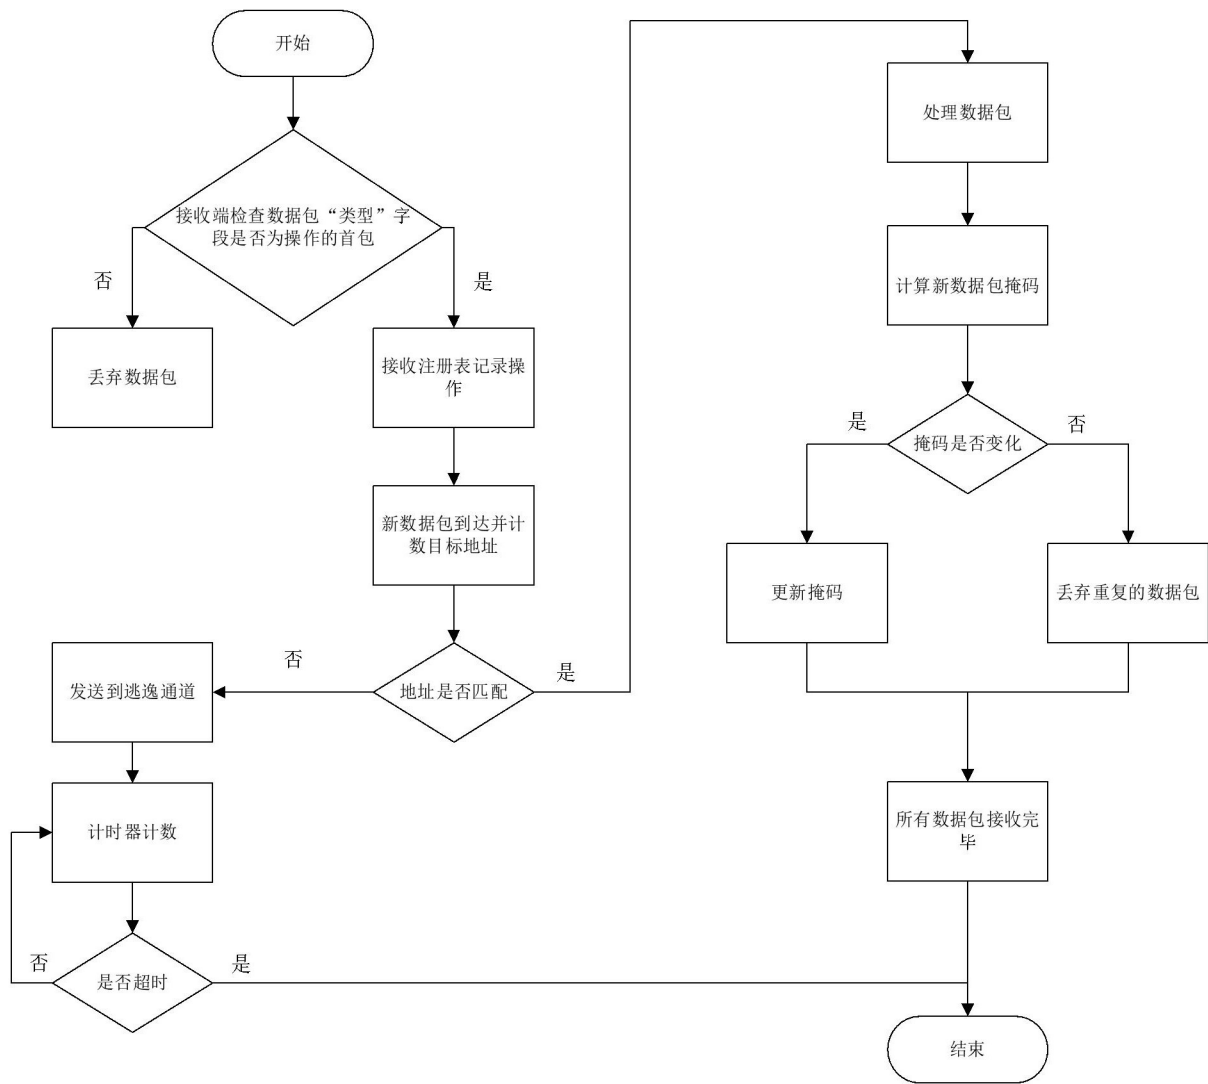 开始
接收端检查数据包“类型”字
段是否为操作的首包
否
是
丢弃数据包
接收注册表记录操
作
新数据包到达并计
数目标地址
地址是否匹配
否
是
发送到逃逸通道
计时器计数
是否超时
否
是
处理数据包
计算新数据包掩码
掩码是否变化
是
否
更新掩码
丢弃重复的数据包
所有数据包接收完
毕
结束